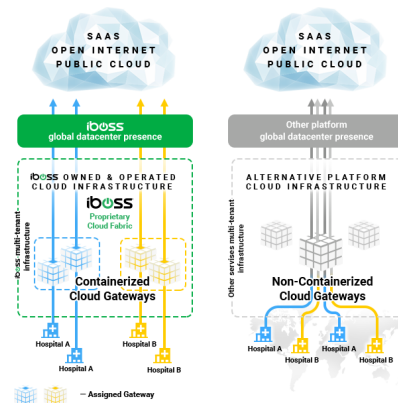 SAAS
OPEN INTERNET
PUBLIC CLOUD
iboss
global datacenter presence
iboss OWNED & OPERATED
CLOUD INFRASTRUCTURE
iboss
Proprietary
Cloud Fabric
iboss multi-tenant
infrastructure
Containerized
Cloud Gateways
Hospital A
Hospital B
Hospital A
Hospital B
— Assigned Gateway
SAAS
OPEN INTERNET
PUBLIC CLOUD
Other platform
global datacenter presence
ALTERNATIVE PLATFORM
CLOUD INFRASTRUCTURE
Other servises multi-tenant
infrastructure
Non-Containerized
Cloud Gateways
Hospital A
Hospital A
Hospital B
Hospital B